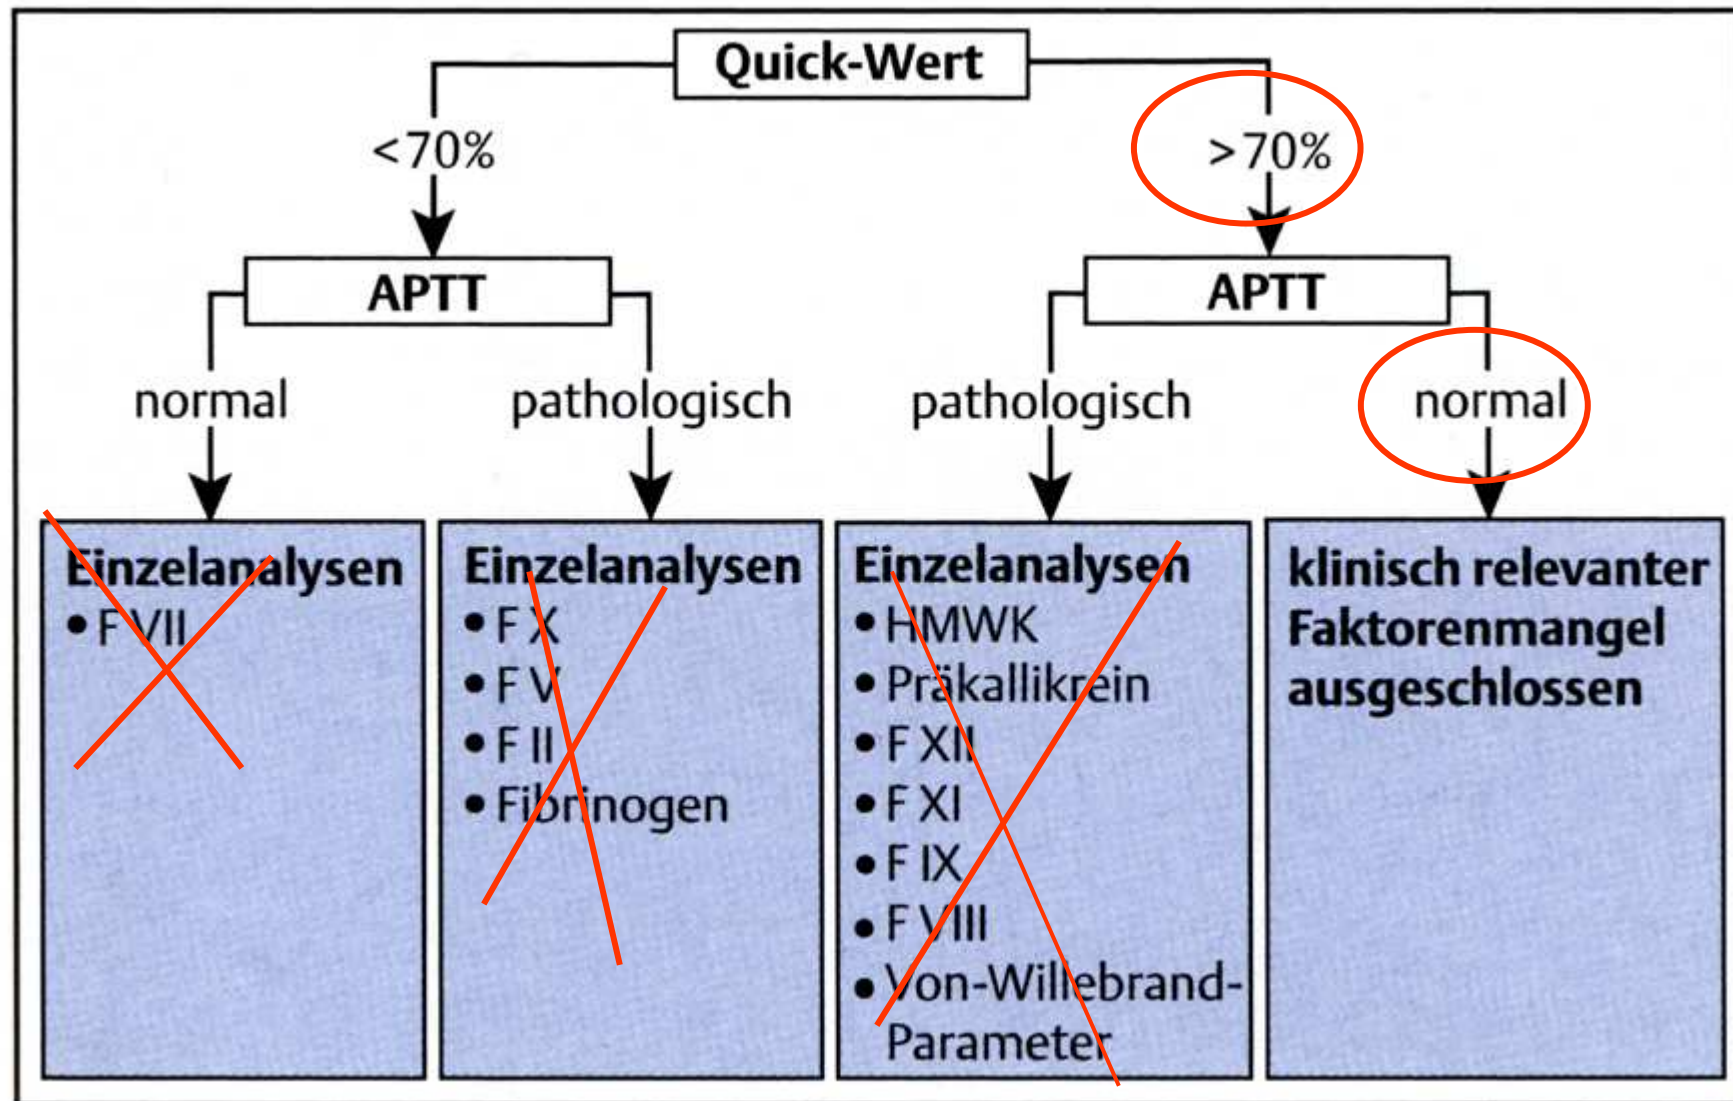 Quick-Wert
<70%
>70%
APTT
APTT
normal
pathologisch
pathologisch
normal
Einzelanalysen
• F VII
Einzelanalysen
• F X
• F V
• F II
• Fibrinogen
Einzelanalysen
• HMWK
• Präkallikrein
• F XII
• F XI
• F IX
• F VIII
• Von-Willebrand-
Parameter
klinisch relevanter
Faktorenmangel
ausgeschlossen